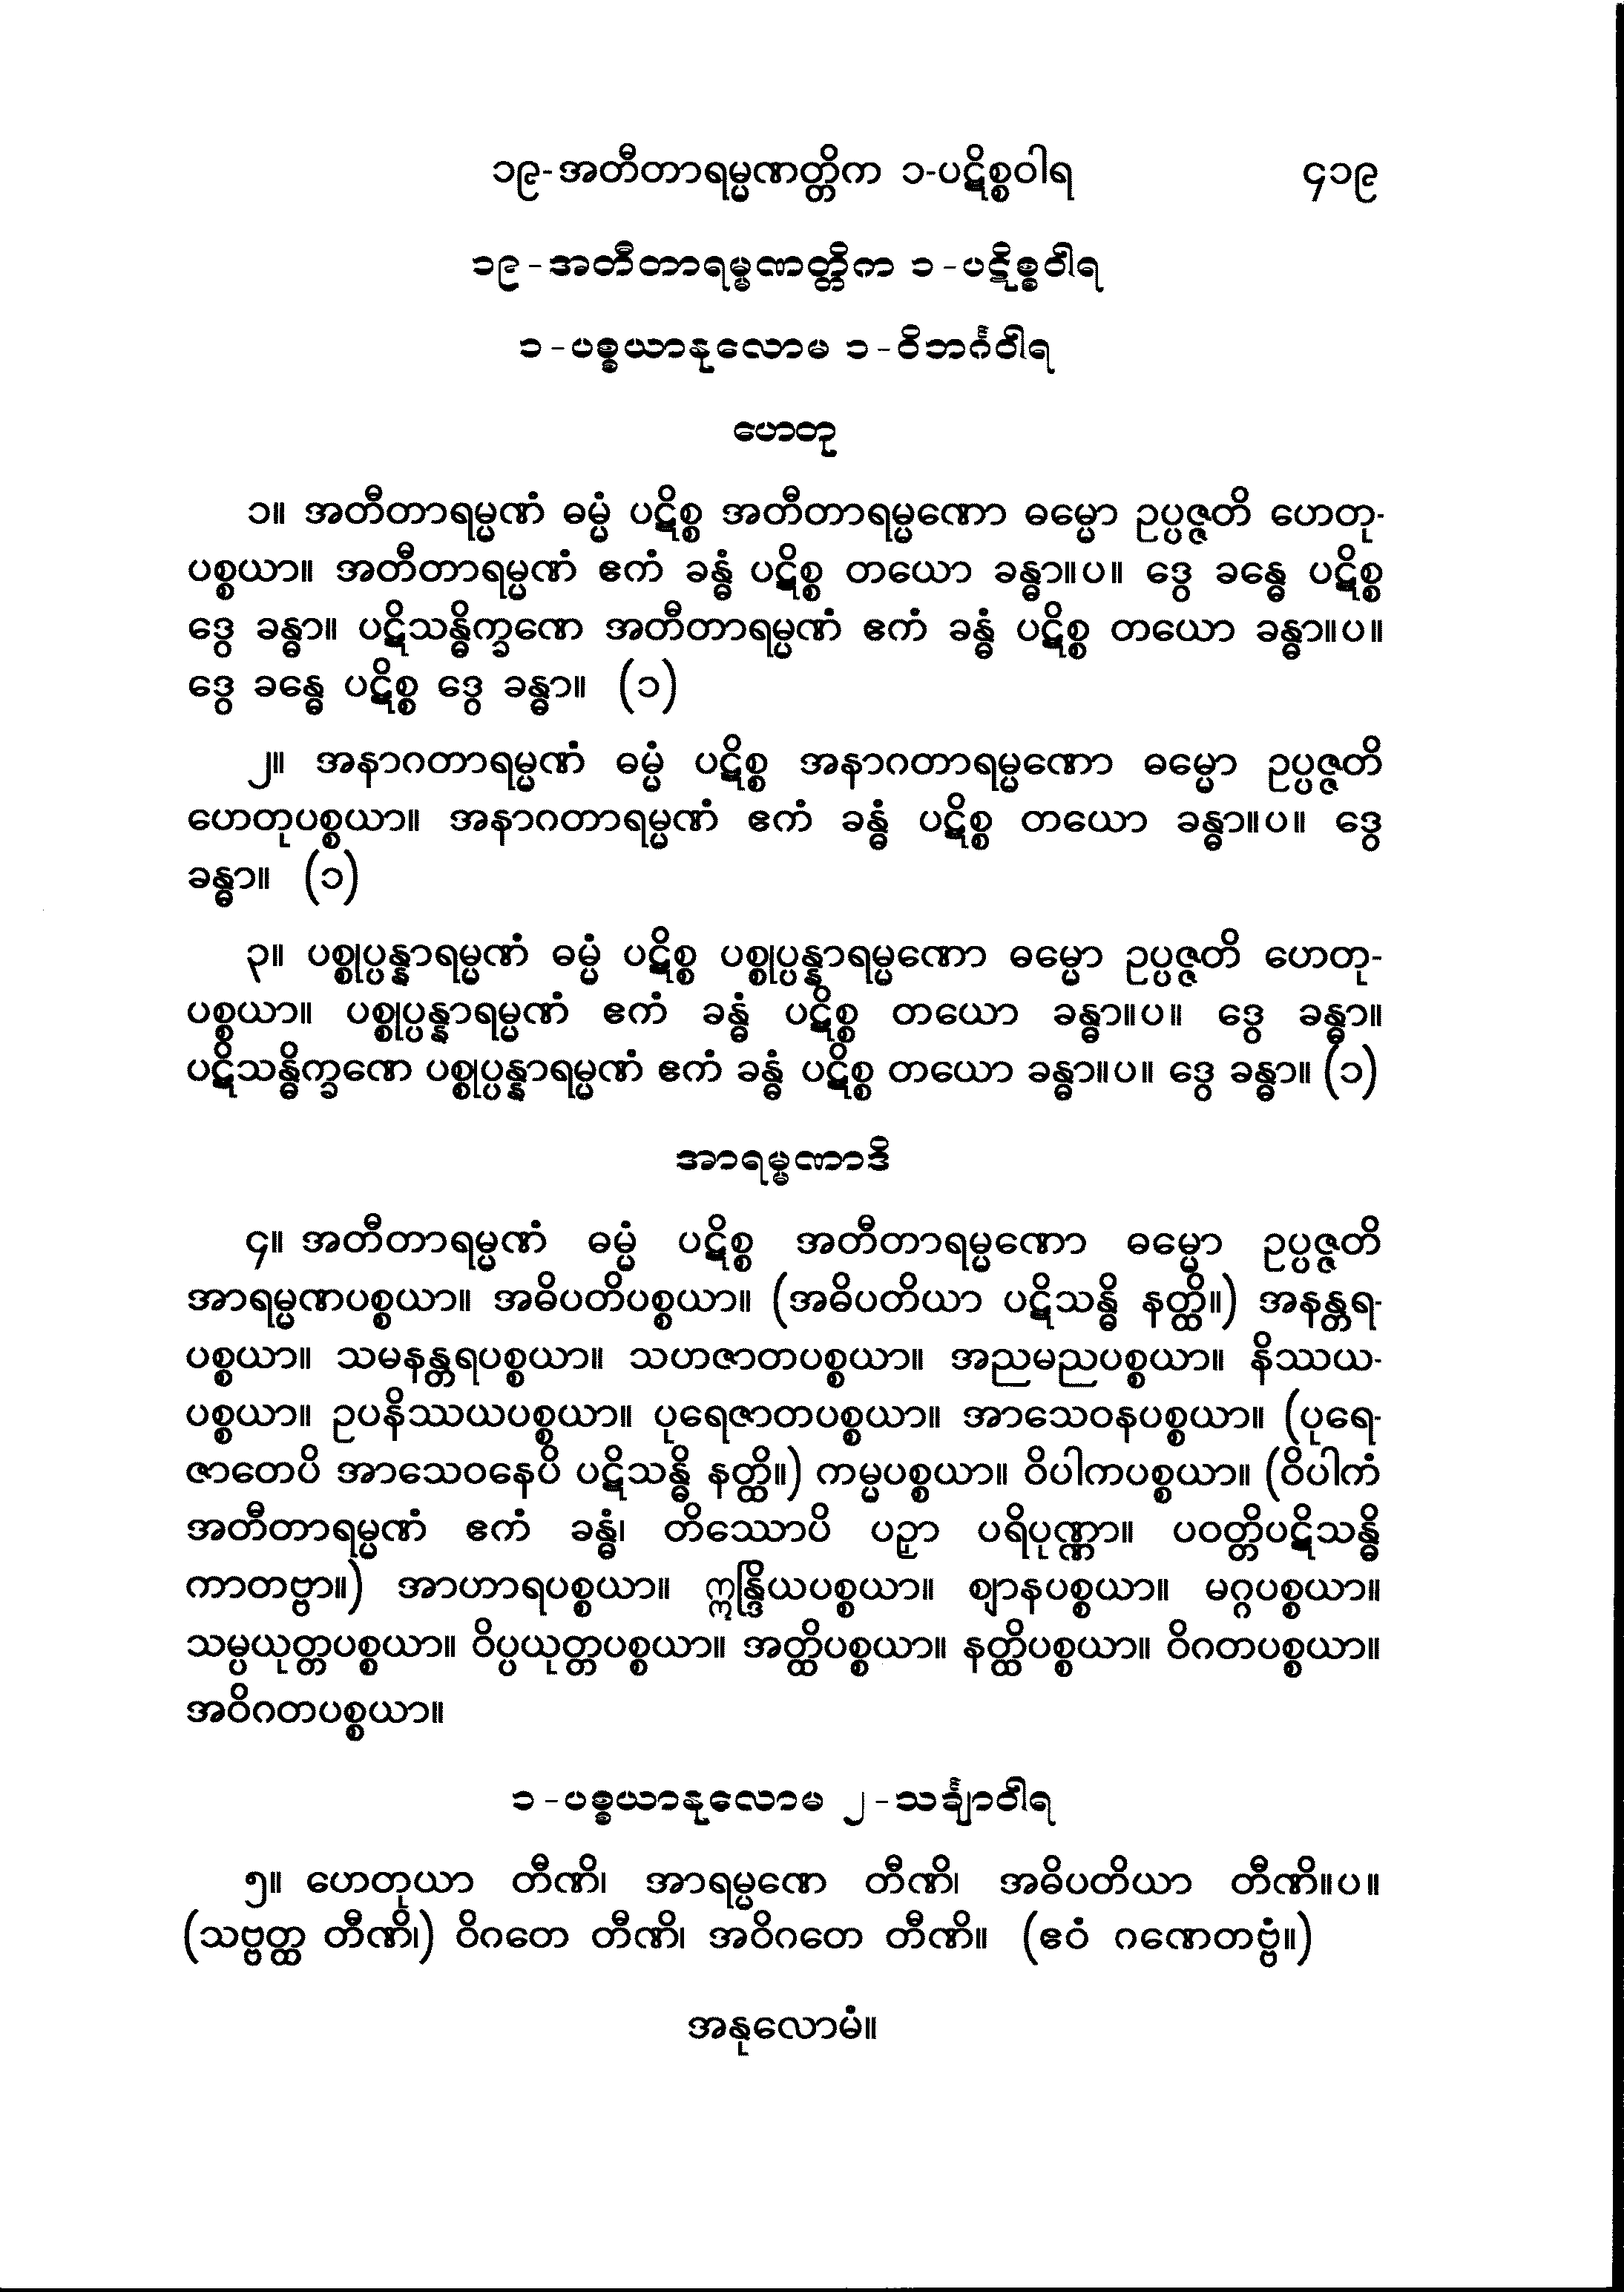 ၁၉-အတီတာရမ္မဏတ္တိက ၁-ပဋိစ္စဝါရ ၄၁၉
၁၉-အတီတာရမ္မဏတ္တိက ၁-ပဋိစ္စဝါရ
၁-ပစ္စယာနုလောမ ၁-ဝိဘင်္ဂဝါရ
ဟေတု
၁။ အတီတာရမ္မဏံ ဓမ္မံ ပဋိစ္စ အတီတာရမ္မဏော ဓမ္မော ဥပ္ပဇ္ဇတိ ဟေတု-
ပစ္စယာ။ အတီတာရမ္မဏံ ဧကံ ခန္ဓံ ပဋိစ္စ တယော ခန္ဓာ။ပ။ ဒွေ ခန္ဓေ ပဋိစ္စ
ဒွေ ခန္ဓာ။ ပဋိသန္ဓိက္ခဏေ အတီတာရမ္မဏံ ဧကံ ခန္ဓံ ပဋိစ္စ တယော ခန္ဓာ။ပ။
ဒွေ ခန္ဓေ ပဋိစ္စ ဒွေ ခန္ဓာ။ (၁)
၂။ အနာဂတာရမ္မဏံ ဓမ္မံ ပဋိစ္စ အနာဂတာရမ္မဏော ဓမ္မော ဥပ္ပဇ္ဇတိ
ဟေတုပစ္စယာ။ အနာဂတာရမ္မဏံ ဧကံ ခန္ဓံ ပဋိစ္စ တယော ခန္ဓာ။ပ။ ဒွေ
ခန္ဓာ။ (၁)
၃။ ပစ္စုပ္ပန္နာရမ္မဏံ ဓမ္မံ ပဋိစ္စ ပစ္စုပ္ပန္နာရမ္မဏော ဓမ္မော ဥပ္ပဇ္ဇတိ ဟေတု-
ပစ္စယာ။ ပစ္စုပ္ပန္နာရမ္မဏံ ဧကံ ခန္ဓံ ပဋိစ္စ တယော ခန္ဓာ။ပ။ ဒွေ ခန္ဓာ။
ပဋိသန္ဓိက္ခဏေ ပစ္စုပ္ပန္နာရမ္မဏံ ဧကံ ခန္ဓံ ပဋိစ္စ တယော ခန္ဓာ။ပ။ ဒွေ ခန္ဓာ။ (၁)
အာရမ္မဏာဒိ
၄။ အတီတာရမ္မဏံ ဓမ္မံ ပဋိစ္စ အတီတာရမ္မဏော ဓမ္မော ဥပ္ပဇ္ဇတိ
အာရမ္မဏပစ္စယာ။ အဓိပတိပစ္စယာ။ (အဓိပတိယာ ပဋိသန္ဓိ နတ္ထိ။) အနန္တရ-
ပစ္စယာ။ သမနန္တရပစ္စယာ။ သဟဇာတပစ္စယာ။ အညမညပစ္စယာ။ နိဿယ-
ပစ္စယာ။ ဥပနိဿယပစ္စယာ။ ပုရေဇာတပစ္စယာ။ အာသေဝနပစ္စယာ။ (ပုရေ-
ဇာတေပိ အာသေဝနေပိ ပဋိသန္ဓိ နတ္ထိ။) ကမ္မပစ္စယာ။ ဝိပါကပစ္စယာ။ (ဝိပါကံ
အတီတာရမ္မဏံ ဧကံ ခန္ဓံ၊ တိဿောပိ ပဉှာ ပရိပုဏ္ဏာ။ ပဝတ္တိပဋိသန္ဓိ
ကာတဗ္ဗာ။) အာဟာရပစ္စယာ။ ဣန္ဒြိယပစ္စယာ။ ဈာနပစ္စယာ။ မဂ္ဂပစ္စယာ။
သမ္ပယုတ္တပစ္စယာ။ ဝိပ္ပယုတ္တပစ္စယာ။ အတ္ထိပစ္စယာ။ နတ္ထိပစ္စယာ။ ဝိဂတပစ္စယာ။
အဝိဂတပစ္စယာ။
၁-ပစ္စယာနုလောမ ၂-သင်္ချာဝါရ
၅။ ဟေတုယာ တီဏိ၊ အာရမ္မဏေ တီဏိ၊ အဓိပတိယာ တီဏိ။ပ။
(သဗ္ဗတ္ထ တီဏိ၊) ဝိဂတေ တီဏိ၊ အဝိဂတေ တီဏိ။ (ဧဝံ ဂဏေတဗ္ဗံ။)
အနုလောမံ။